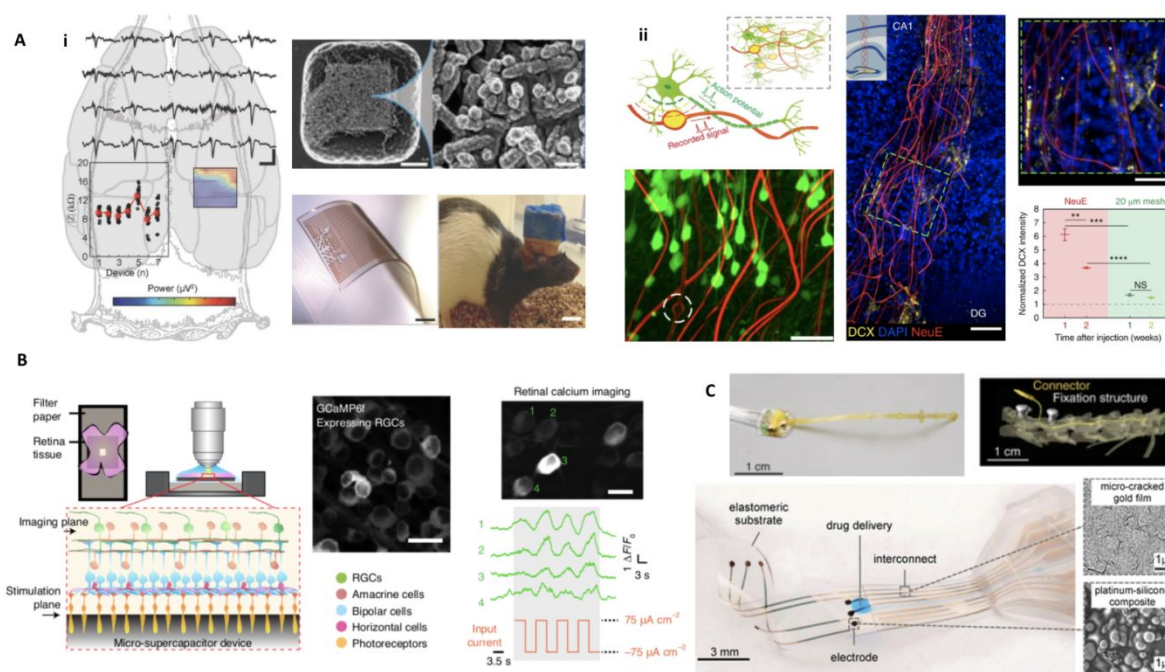 A
i
20
16
12
8
4
0
|Z| (kΩ)
1 3 5 7
Device (n)
Power (μV²)
ii
Action potential
Recorded signal
CA1
DG
DCX DAPI NeuE
NeuE
20 μm mesh
**
***
****
NS
8
7
6
5
4
3
2
1
0
Normalized DCX intensity
1 2 1 2
Time after injection (weeks)
B
Filter
paper
Retina
tissue
Imaging plane
Stimulation
plane
Micro-supercapacitor device
GCaMP6f
Expressing RGCs
RGCs
Amacrine cells
Bipolar cells
Horizontal cells
Photoreceptors
Retinal calcium imaging
1
2
3
4
1
2
3
4
1 ΔF/F₀
3 s
Input
current
3.5 s
75 μA cm⁻²
−75 μA cm⁻²
C
1 cm
Connector
Fixation structure
1 cm
elastomeric
substrate
drug delivery
interconnect
electrode
3 mm
micro-cracked
gold film
platinum-silicon
composite